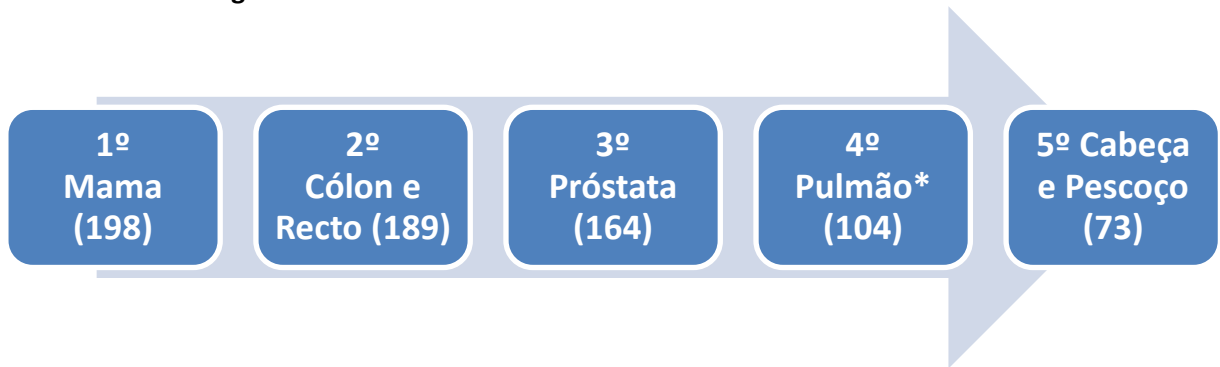 1º
Mama
(198)
2º
Cólon e
Recto (189)
3º
Próstata
(164)
4º
Pulmão*
(104)
5º Cabeça
e Pescoço
(73)